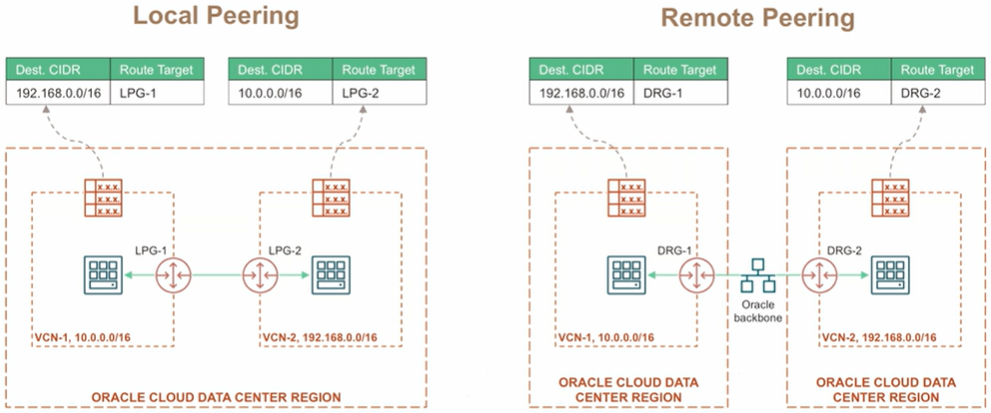 Local Peering
Remote Peering
Dest. CIDR Route Target
192.168.0.0/16 LPG-1
Dest. CIDR Route Target
10.0.0.0/16 LPG-2
Dest. CIDR Route Target
192.168.0.0/16 DRG-1
Dest. CIDR Route Target
10.0.0.0/16 DRG-2
x.x.x.
x.x.x.
x.x.x.
x.x.x.
x.x.x.
x.x.x.
x.x.x.
x.x.x.
x.x.x.
x.x.x.
x.x.x.
x.x.x.
LPG-1
LPG-2
DRG-1
DRG-2
Oracle
backbone
VCN-1, 10.0.0.0/16
VCN-2, 192.168.0.0/16
VCN-1, 10.0.0.0/16
VCN-2, 192.168.0.0/16
ORACLE CLOUD DATA CENTER REGION
ORACLE CLOUD DATA
CENTER REGION
ORACLE CLOUD DATA
CENTER REGION